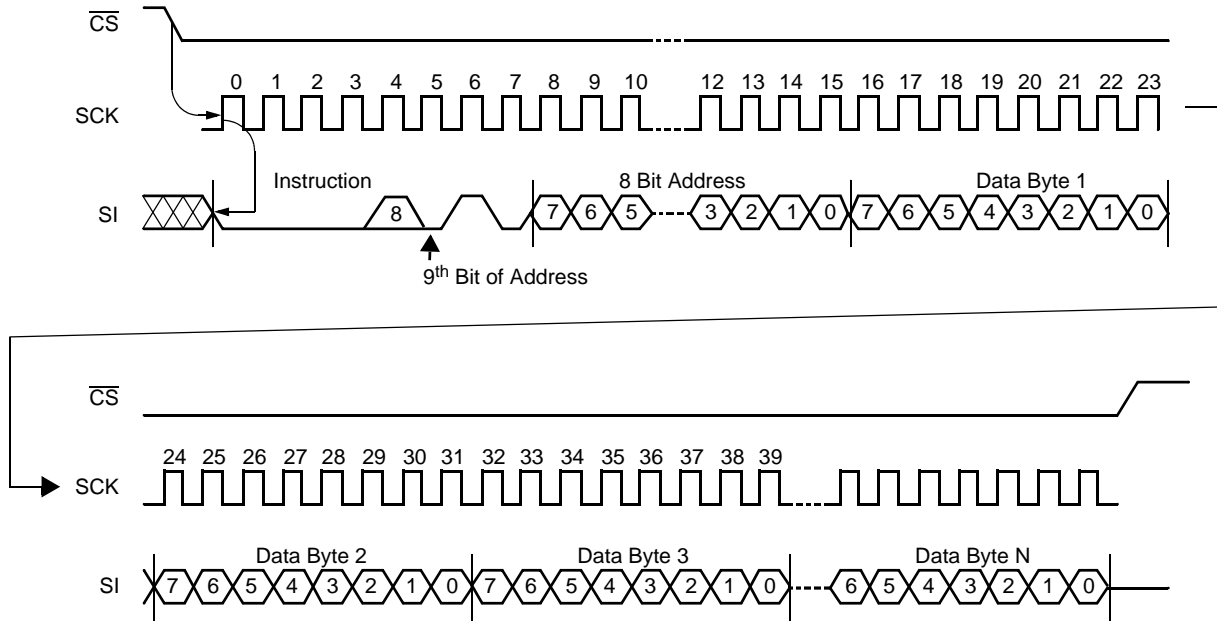 CS
0 1 2 3 4 5 6 7 8 9 10 12 13 14 15 16 17 18 19 20 21 22 23
SCK
Instruction 8 Bit Address Data Byte 1
SI 8 7 6 5 3 2 1 0 7 6 5 4 3 2 1 0
9th Bit of Address
CS
24 25 26 27 28 29 30 31 32 33 34 35 36 37 38 39
SCK
Data Byte 2 Data Byte 3 Data Byte N
SI 7 6 5 4 3 2 1 0 7 6 5 4 3 2 1 0 6 5 4 3 2 1 0